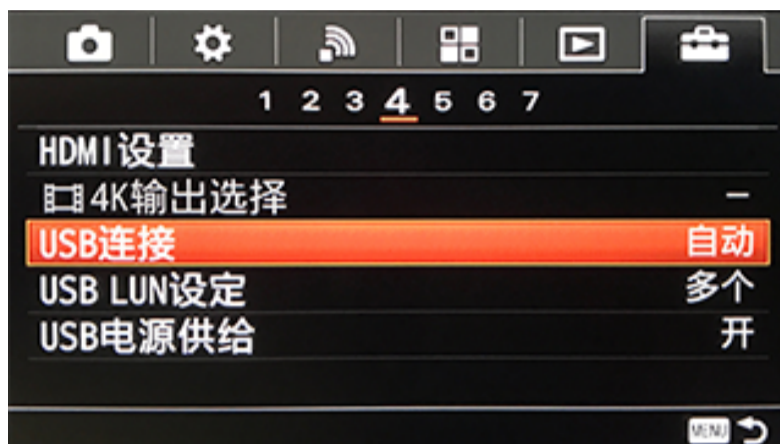 1 2 3 4 5 6 7
HDMI设置
4K输出选择 –
USB连接 自动
USB LUN设定 多个
USB电源供给 开
MENU